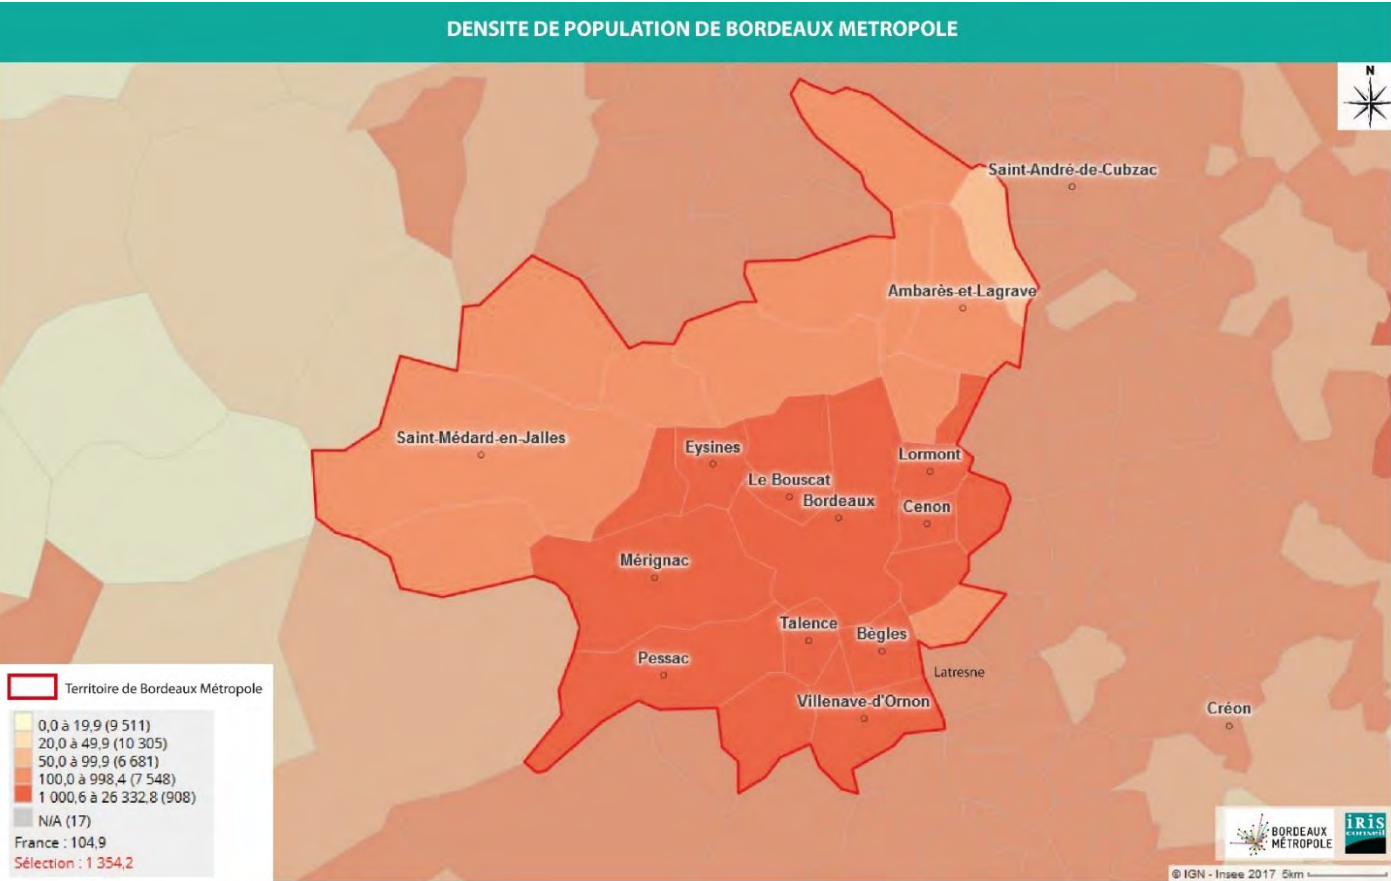 DENSITE DE POPULATION DE BORDEAUX METROPOLE
N
Saint-André-de-Cubzac
Ambarès-et-Lagrave
Saint-Médard-en-Jalles
Eysines
Lormont
Le Bouscat
Bordeaux
Cenon
Mérignac
Talence
Bègles
Pessac
Latresne
Villenave-d'Ornon
Créon
Territoire de Bordeaux Métropole
0,0 à 19,9 (9 511)
20,0 à 49,9 (10 305)
50,0 à 99,9 (6 681)
100,0 à 998,4 (7 548)
1 000,6 à 26 332,8 (908)
N/A (17)
France : 104,9
Sélection : 1 354,2
BORDEAUX
MÉTROPOLE
iRiS
conseil
© IGN - Insee 2017 5km